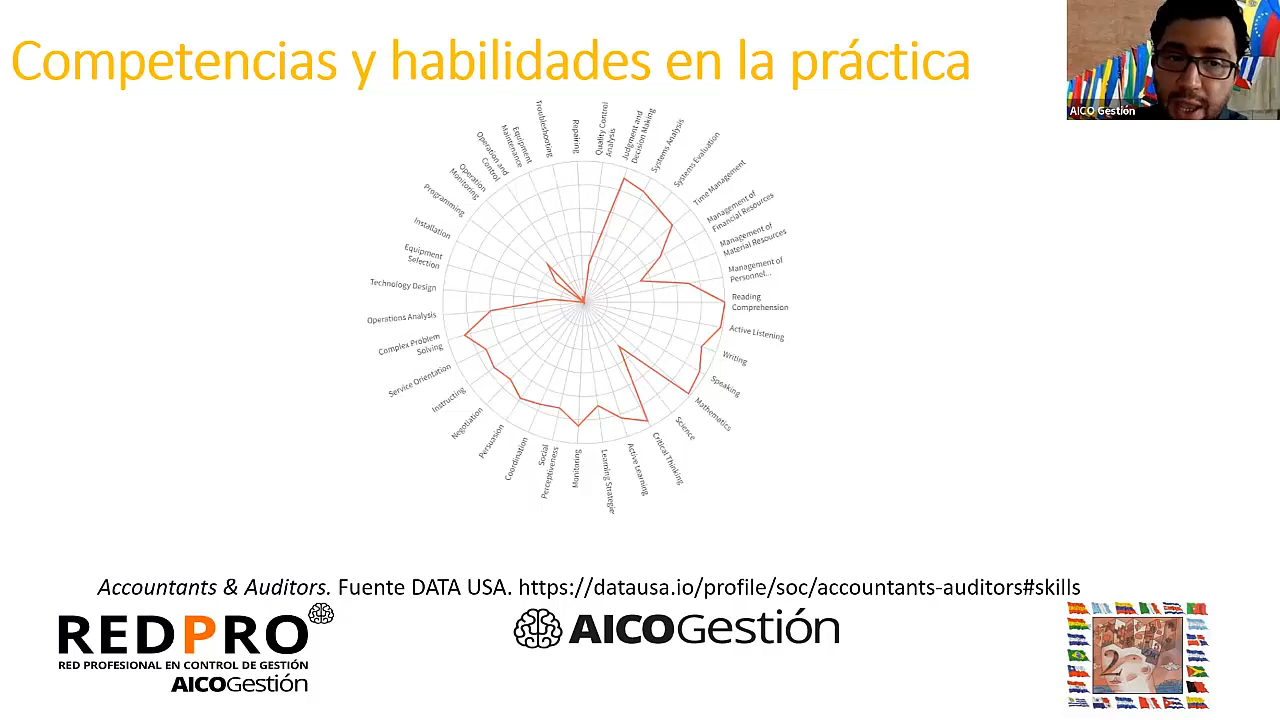 Competencias y habilidades en la práctica
AICO Gestión
Troubleshooting
Repairing
Quality Control
Analysis
Judgment and
Decision Making
Systems Analysis
Systems Evaluation
Time Management
Management of
Financial Resources
Management of
Material Resources
Management of
Personnel...
Reading
Comprehension
Active Listening
Writing
Speaking
Mathematics
Science
Critical Thinking
Active Learning
Learning Strategies
Monitoring
Social
Perceptiveness
Coordination
Persuasion
Negotiation
Instructing
Service Orientation
Complex Problem
Solving
Operations Analysis
Technology Design
Equipment
Selection
Installation
Programming
Operation
Monitoring
Operation and
Control
Equipment
Maintenance
Accountants & Auditors. Fuente DATA USA. https://datausa.io/profile/soc/accountants-auditors#skills
REDPRO
RED PROFESIONAL EN CONTROL DE GESTIÓN
AICOGestión
AICOGestión
2